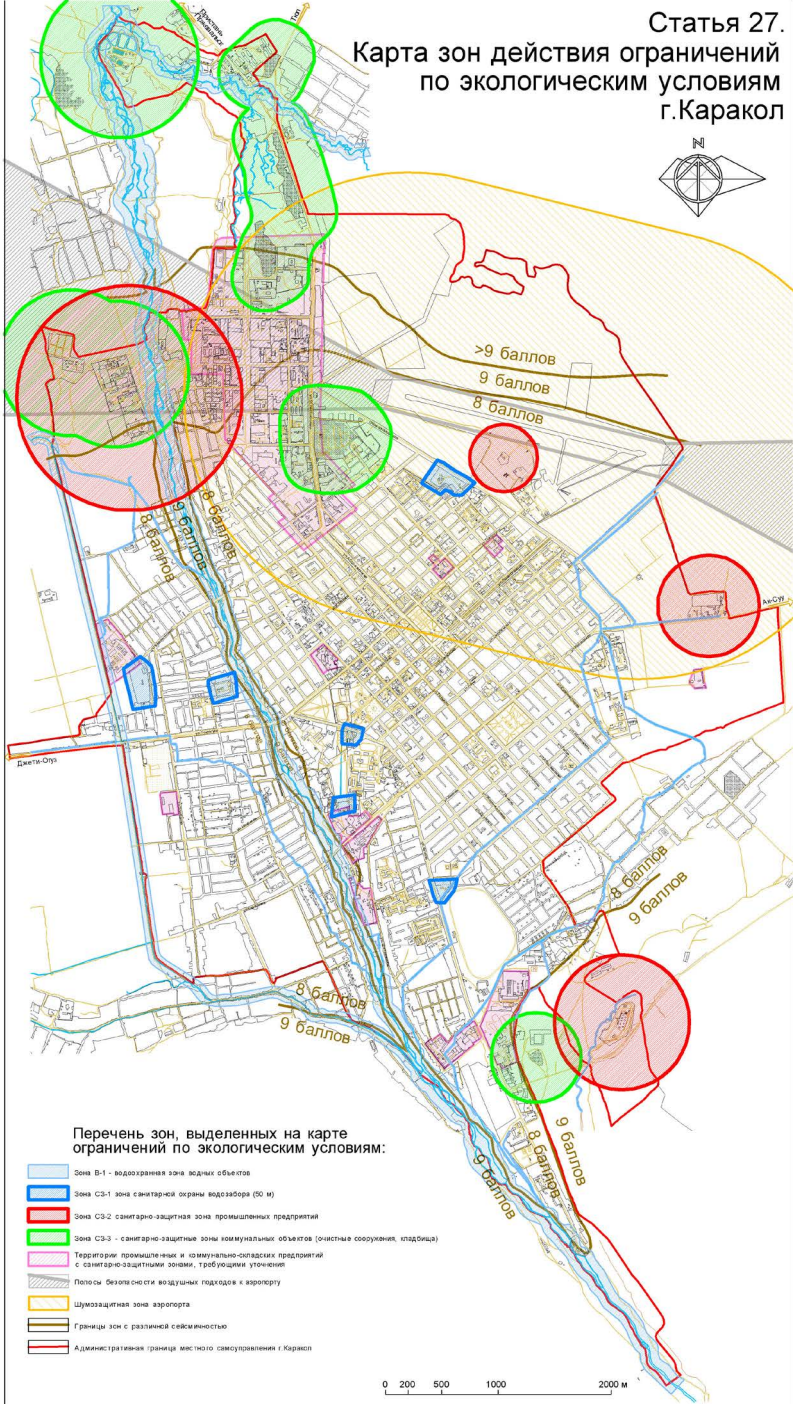 Статья 27.
Карта зон действия ограничений
по экологическим условиям
г.Каракол
N
Пристань
Пржевальск
Тюп
>9 баллов
9 баллов
8 баллов
8 баллов
9 баллов
8 баллов
Ак-Суу
Джети-Огуз
8 баллов
9 баллов
8 баллов
9 баллов
9 баллов
8 баллов
9 баллов
Перечень зон, выделенных на карте
ограничений по экологическим условиям:
Зона В-1 - водоохранная зона водных объектов
Зона СЗ-1 зона санитарной охраны водозабора (50 м)
Зона СЗ-2 санитарно-защитная зона промышленных предприятий
Зона СЗ-3 - санитарно-защитные зоны коммунальных объектов (очистные сооружения, кладбища)
Территории промышленных и коммунально-складских предприятий
с санитарно-защитными зонами, требующими уточнения
Полосы безопасности воздушных подходов к аэропорту
Шумозащитная зона аэропорта
Границы зон с различной сейсмичностью
Административная граница местного самоуправления г.Каракол
0 200 500 1000 2000 м